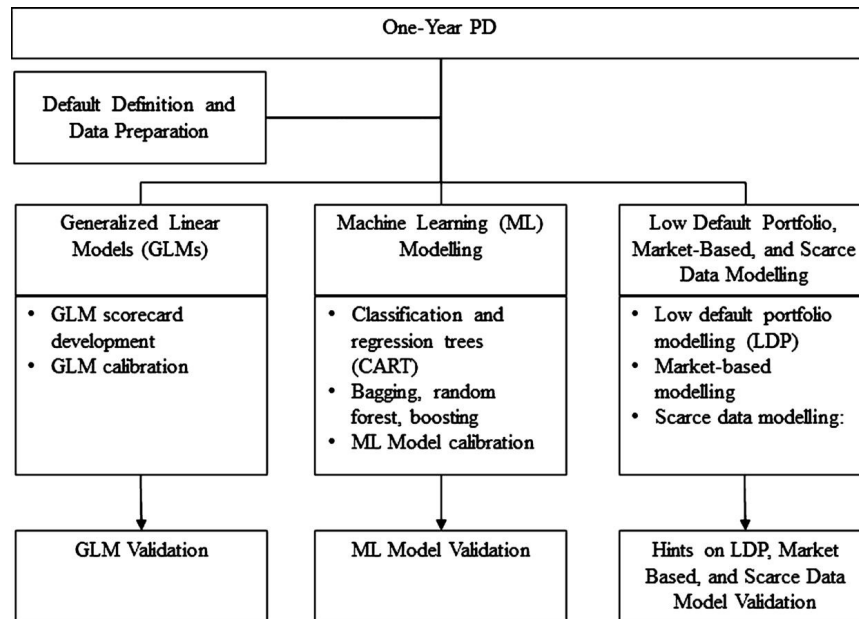 One-Year PD
Default Definition and
Data Preparation
Generalized Linear
Models (GLMs)
• GLM scorecard
development
• GLM calibration
Machine Learning (ML)
Modelling
• Classification and
regression trees
(CART)
• Bagging, random
forest, boosting
• ML Model calibration
Low Default Portfolio,
Market-Based, and Scarce
Data Modelling
• Low default portfolio
modelling (LDP)
• Market-based
modelling
• Scarce data modelling:
GLM Validation
ML Model Validation
Hints on LDP, Market
Based, and Scarce Data
Model Validation